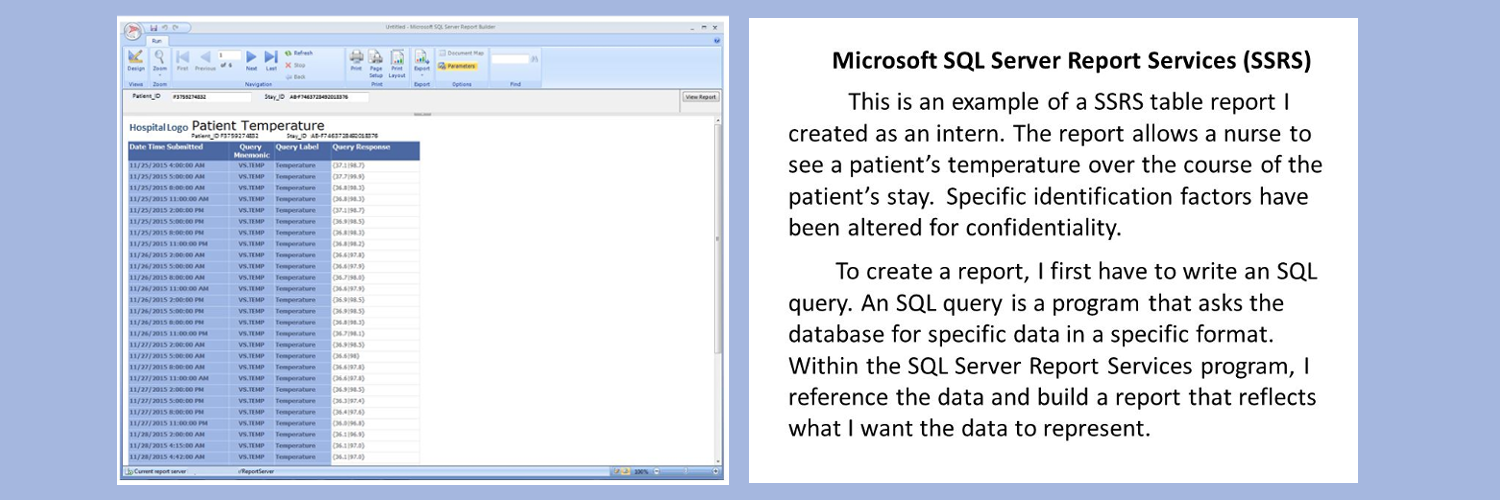 Untitled - Microsoft SQL Server Report Builder
Run
Design
Zoom
First
Previous
1
of 6
Next
Last
Refresh
Stop
Back
Print
Page Setup
Print Layout
Export
Document Map
Parameters
Views
Zoom
Navigation
Print
Export
Options
Find
Patient_ID
Stay_ID
View Report
Hospital Logo Patient Temperature
Date Time Submitted Query Mnemonic Query Label Query Response
11/25/2015 4:00:00 AM VS.TEMP Temperature {37.1|98.7}
11/25/2015 5:00:00 AM VS.TEMP Temperature {37.7|99.9}
11/25/2015 8:00:00 AM VS.TEMP Temperature {36.8|98.3}
11/25/2015 11:00:00 AM VS.TEMP Temperature {36.8|98.3}
11/25/2015 2:00:00 PM VS.TEMP Temperature {37.1|98.7}
11/25/2015 5:00:00 PM VS.TEMP Temperature {36.9|98.5}
11/25/2015 8:00:00 PM VS.TEMP Temperature {36.8|98.3}
11/25/2015 11:00:00 PM VS.TEMP Temperature {36.8|98.2}
11/26/2015 2:00:00 AM VS.TEMP Temperature {36.6|97.8}
11/26/2015 5:00:00 AM VS.TEMP Temperature {36.6|97.9}
11/26/2015 8:00:00 AM VS.TEMP Temperature {36.7|98.0}
11/26/2015 11:00:00 AM VS.TEMP Temperature {36.6|97.9}
11/26/2015 2:00:00 PM VS.TEMP Temperature {36.9|98.5}
11/26/2015 5:00:00 PM VS.TEMP Temperature {36.9|98.5}
11/26/2015 8:00:00 PM VS.TEMP Temperature {36.8|98.3}
11/26/2015 11:00:00 PM VS.TEMP Temperature {36.7|98.1}
11/27/2015 2:00:00 AM VS.TEMP Temperature {36.9|98.5}
11/27/2015 5:00:00 AM VS.TEMP Temperature {36.6|98}
11/27/2015 8:00:00 AM VS.TEMP Temperature {36.6|97.8}
11/27/2015 11:00:00 AM VS.TEMP Temperature {36.6|97.8}
11/27/2015 2:00:00 PM VS.TEMP Temperature {36.9|98.5}
11/27/2015 5:00:00 PM VS.TEMP Temperature {36.3|97.4}
11/27/2015 8:00:00 PM VS.TEMP Temperature {36.4|97.6}
11/27/2015 11:00:00 PM VS.TEMP Temperature {36.0|96.8}
11/28/2015 2:00:00 AM VS.TEMP Temperature {36.1|96.9}
11/28/2015 4:15:00 AM VS.TEMP Temperature {36.1|97.0}
11/28/2015 4:42:00 AM VS.TEMP Temperature {36.1|97.0}
Current report server
/ReportServer
100%
Microsoft SQL Server Report Services (SSRS)
This is an example of a SSRS table report I
created as an intern. The report allows a nurse to
see a patient’s temperature over the course of the
patient’s stay. Specific identification factors have
been altered for confidentiality.
To create a report, I first have to write an SQL
query. An SQL query is a program that asks the
database for specific data in a specific format.
Within the SQL Server Report Services program, I
reference the data and build a report that reflects
what I want the data to represent.